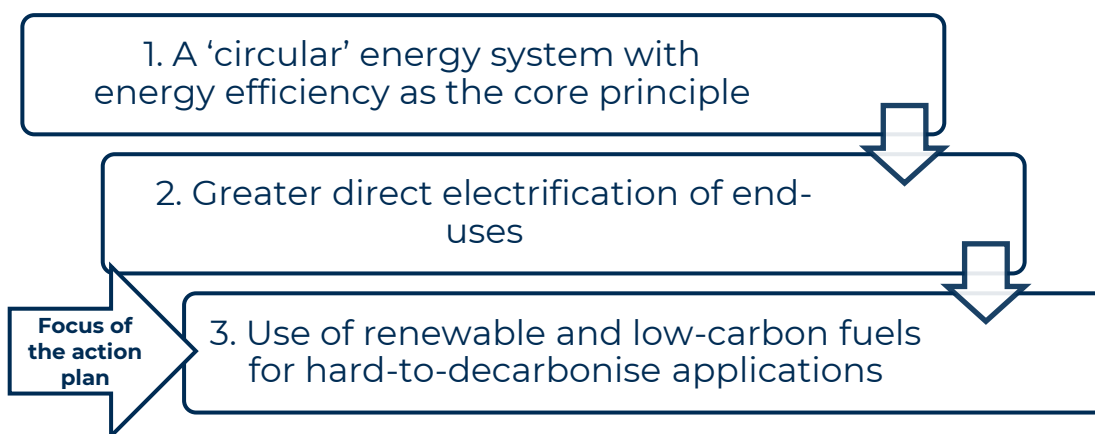 1. A ‘circular’ energy system with
energy efficiency as the core principle
2. Greater direct electrification of end-
uses
Focus of
the action
plan
3. Use of renewable and low-carbon fuels
for hard-to-decarbonise applications